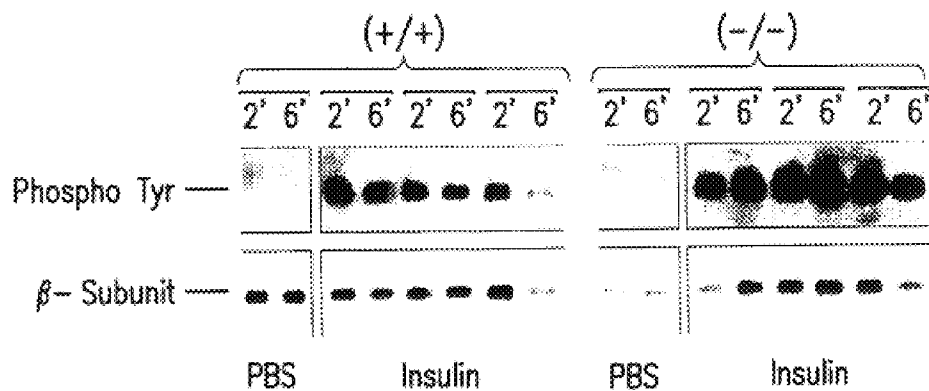 (+/+) (-/-)
2' 6' 2' 6' 2' 6' 2' 6' 2' 6' 2' 6' 2' 6' 2' 6'
Phospho Tyr
β- Subunit
PBS Insulin PBS Insulin